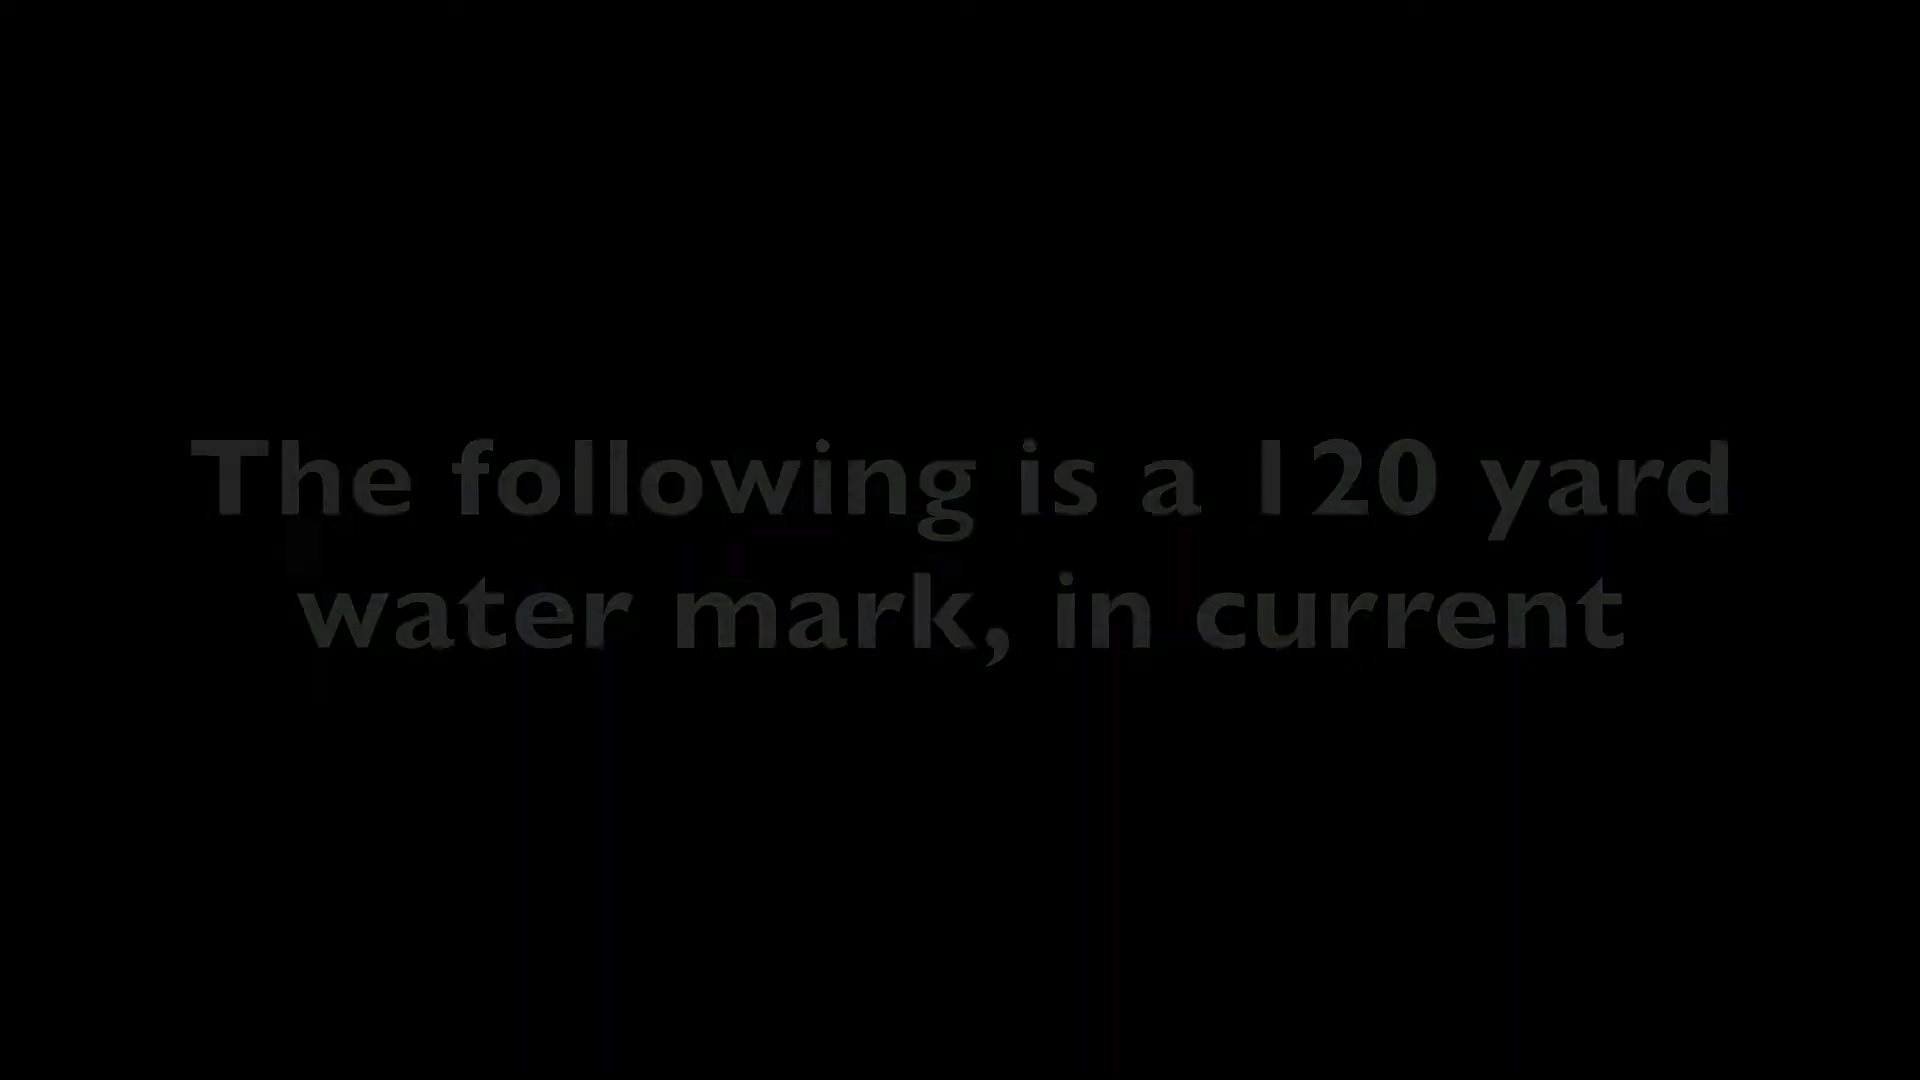 The following is a 120 yard
water mark, in current